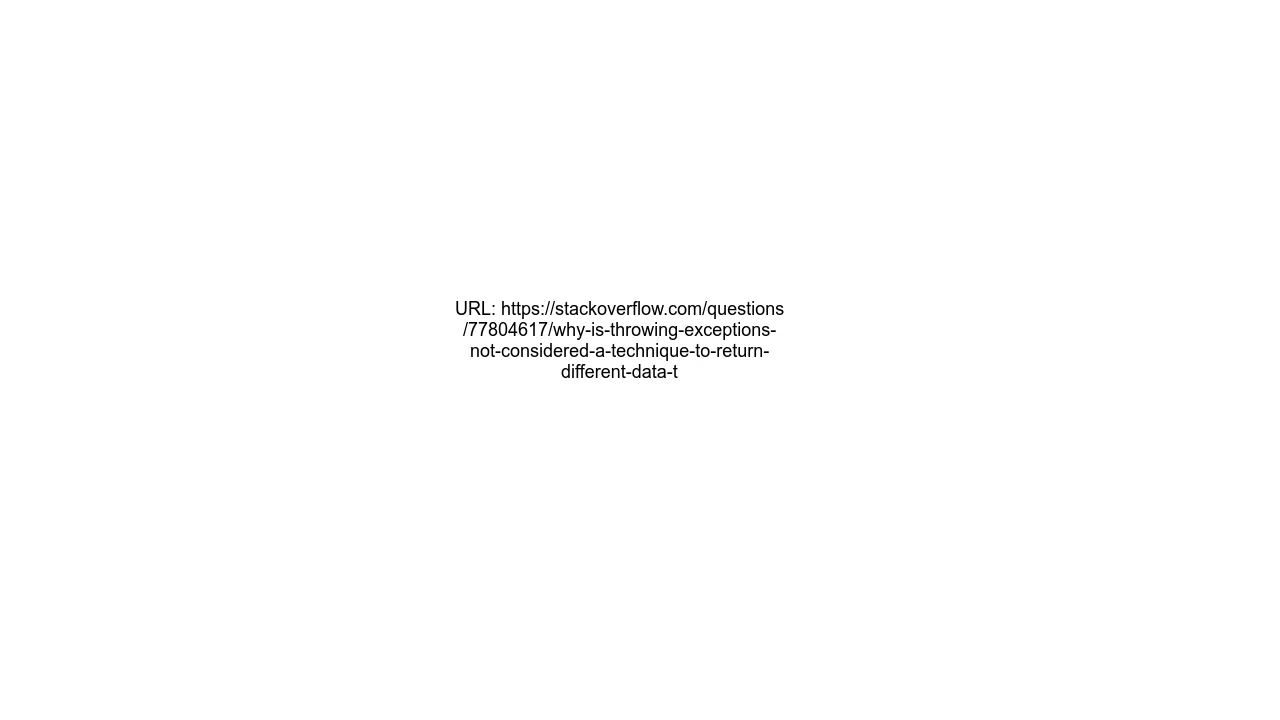 URL: https://stackoverflow.com/questions
/77804617/why-is-throwing-exceptions-
not-considered-a-technique-to-return-
different-data-t